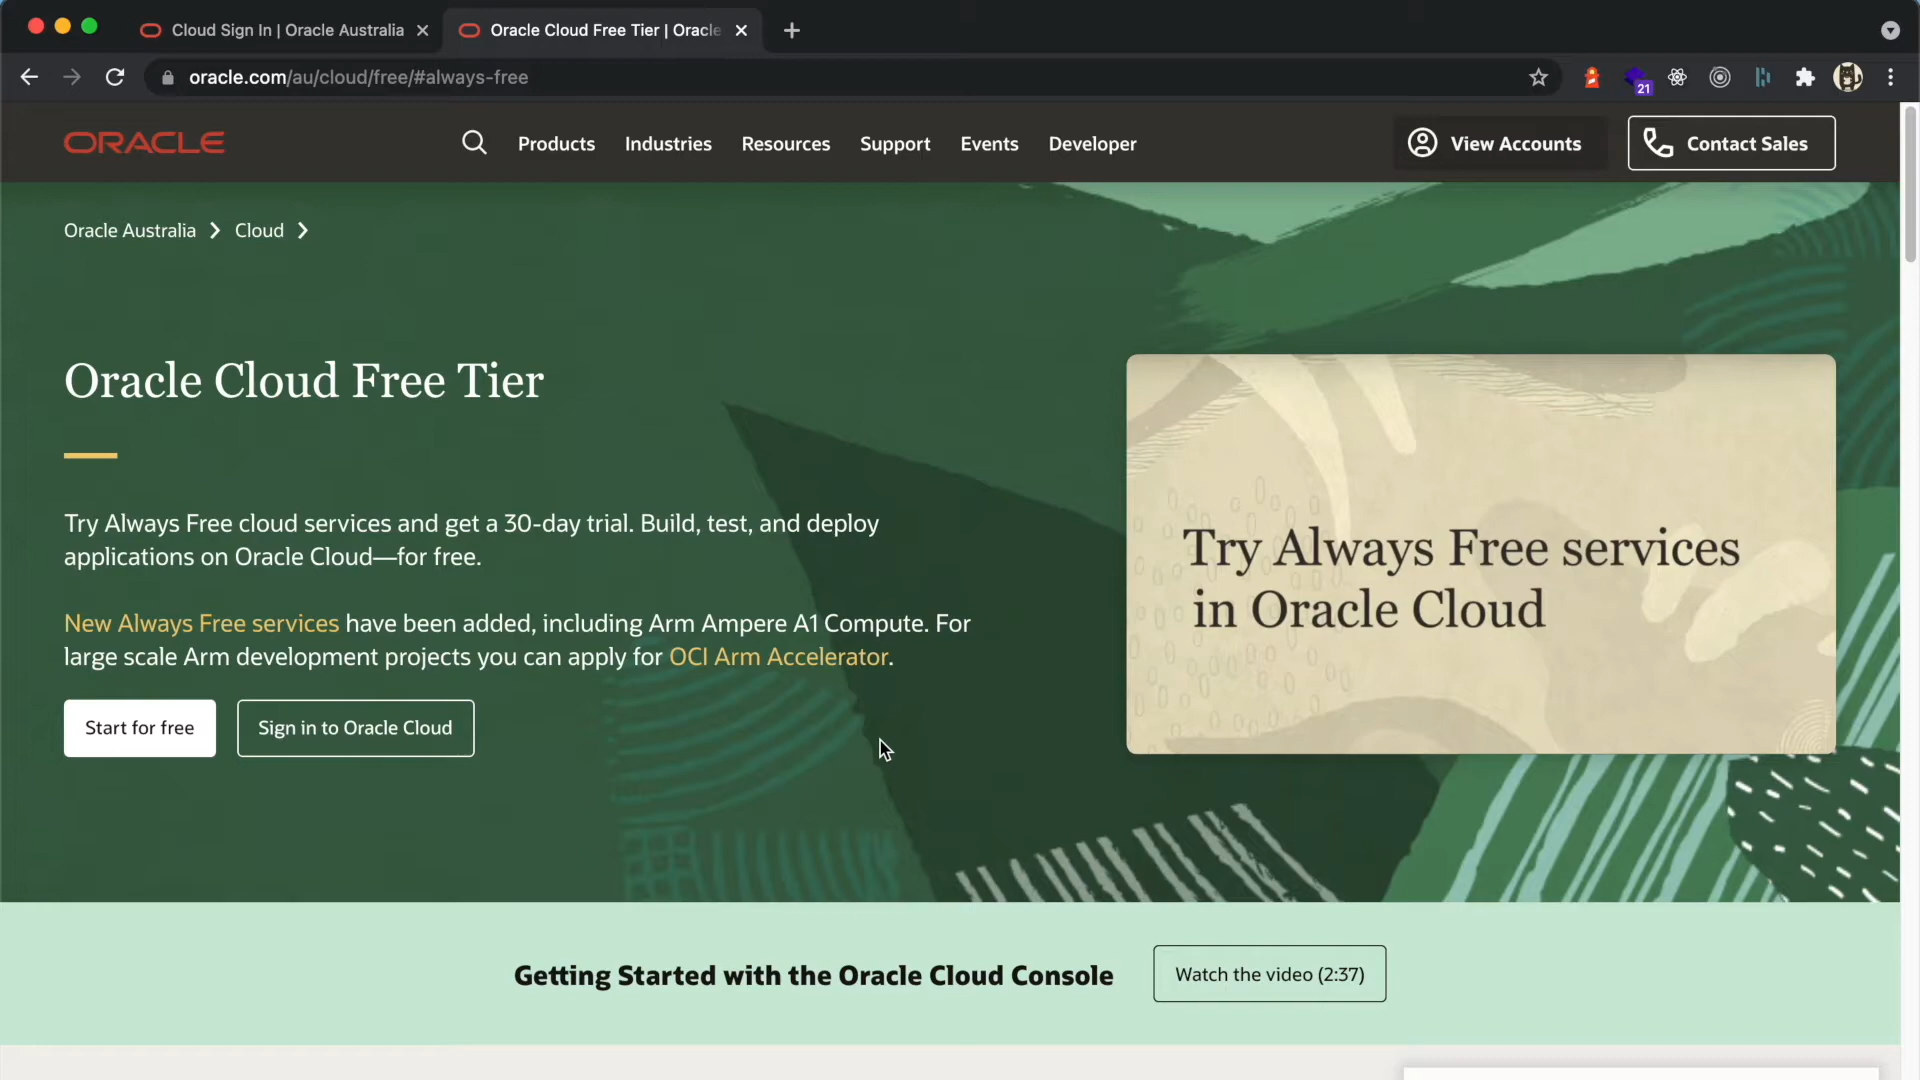 Cloud Sign In | Oracle Australia
Oracle Cloud Free Tier | Oracle
oracle.com/au/cloud/free/#always-free
21
ORACLE
Products
Industries
Resources
Support
Events
Developer
View Accounts
Contact Sales
Oracle Australia
Cloud
Oracle Cloud Free Tier
Try Always Free cloud services and get a 30-day trial. Build, test, and deploy
applications on Oracle Cloud—for free.
New Always Free services have been added, including Arm Ampere A1 Compute. For
large scale Arm development projects you can apply for OCI Arm Accelerator.
Start for free
Sign in to Oracle Cloud
Try Always Free services
in Oracle Cloud
Getting Started with the Oracle Cloud Console
Watch the video (2:37)